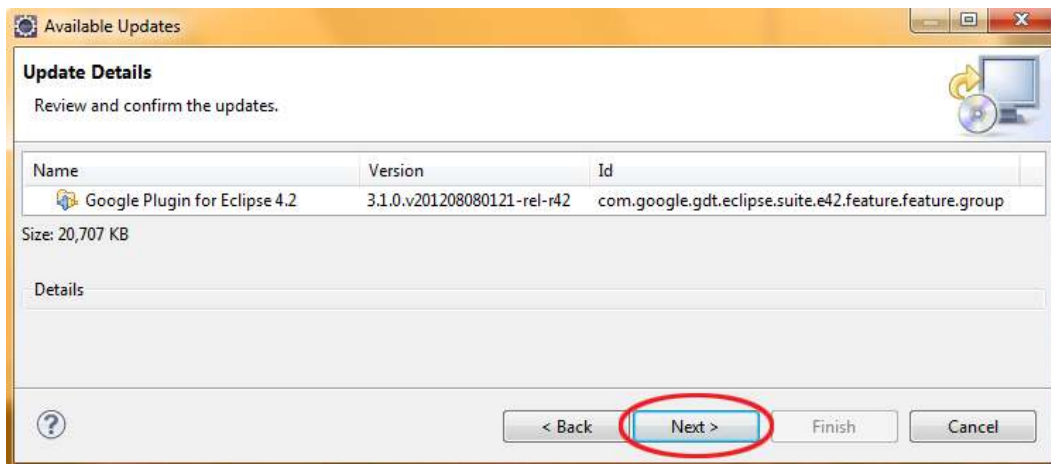 Available Updates
Update Details
Review and confirm the updates.
Name Version Id
Google Plugin for Eclipse 4.2 3.1.0.v201208080121-rel-r42 com.google.gdt.eclipse.suite.e42.feature.feature.group
Size: 20,707 KB
Details
< Back Next > Finish Cancel